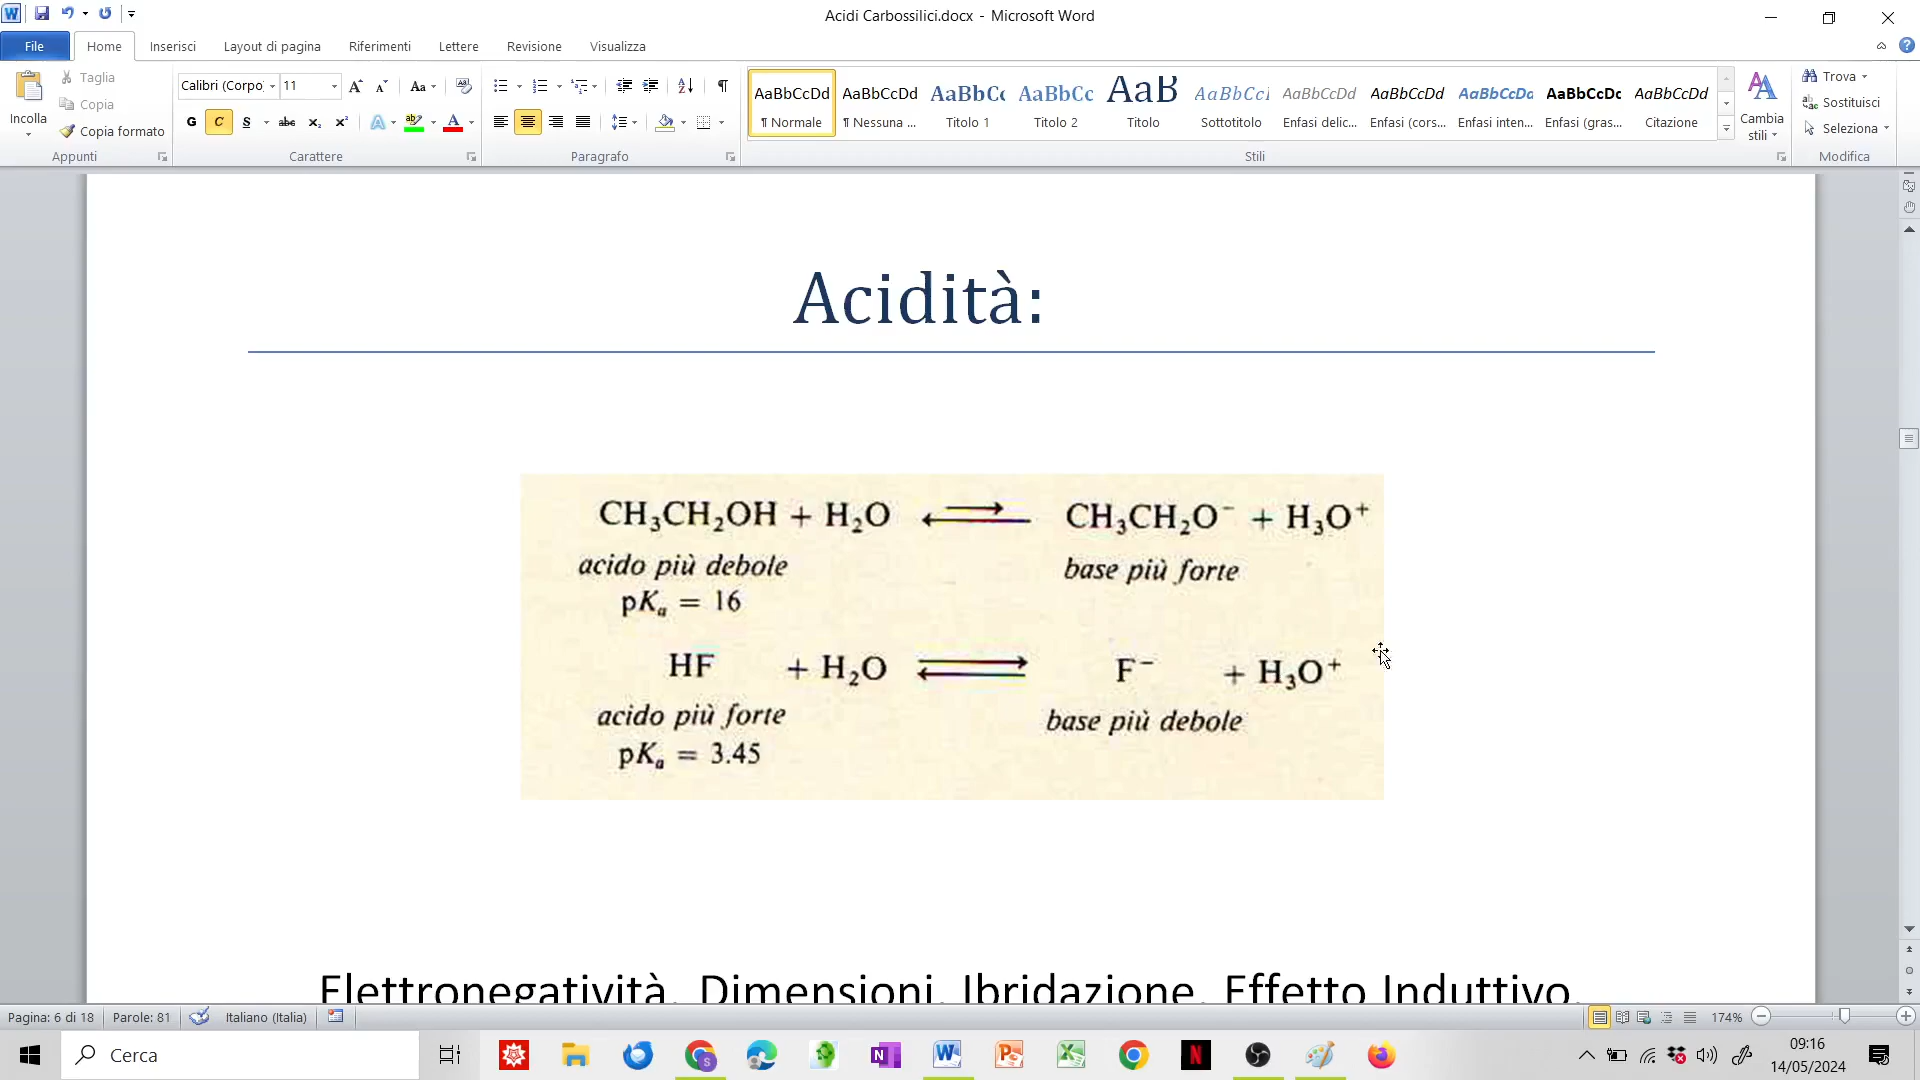 Acidi Carbossilici.docx - Microsoft Word
File Home Inserisci Layout di pagina Riferimenti Lettere Revisione Visualizza
Incolla
Taglia
Copia
Copia formato
Appunti
Calibri (Corpo 11
G C S abc x₂ x² A ab A
Carattere
Paragrafo
AaBbCcDd AaBbCcDd AaBbCc AaBbCc AaB AaBbCcI AaBbCcDd AaBbCcDd AaBbCcDd AaBbCcDc AaBbCcDd
¶ Normale ¶ Nessuna ... Titolo 1 Titolo 2 Titolo Sottotitolo Enfasi delic... Enfasi (cors... Enfasi inten... Enfasi (gras... Citazione
Stili
Cambia
stili
Trova
Sostituisci
Seleziona
Modifica
Acidità:
CH₃CH₂OH + H₂O ⇌ CH₃CH₂O⁻ + H₃O⁺
acido più debole base più forte
pKₐ = 16
HF + H₂O ⇌ F⁻ + H₃O⁺
acido più forte base più debole
pKₐ = 3.45
Elettronegatività, Dimensioni, Ibridazione, Effetto Induttivo,
Pagina: 6 di 18 Parole: 81 Italiano (Italia) 174%
Cerca
09:16
14/05/2024